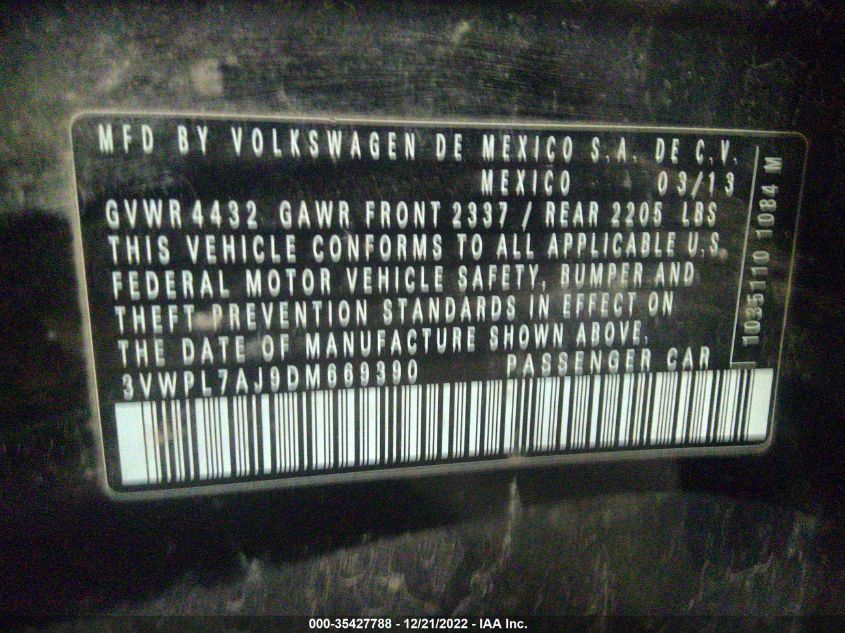 MFD BY VOLKSWAGEN DE MEXICO S.A. DE C.V.
MEXICO 03/13
GVWR 4432 GAWR FRONT 2337 / REAR 2205 LBS
THIS VEHICLE CONFORMS TO ALL APPLICABLE U.S.
FEDERAL MOTOR VEHICLE SAFETY, BUMPER AND
THEFT PREVENTION STANDARDS IN EFFECT ON
THE DATE OF MANUFACTURE SHOWN ABOVE.
3VWPL7AJ9DM669390 PASSENGER CAR
1035110 1084 M
000-35427788 - 12/21/2022 - IAA Inc.